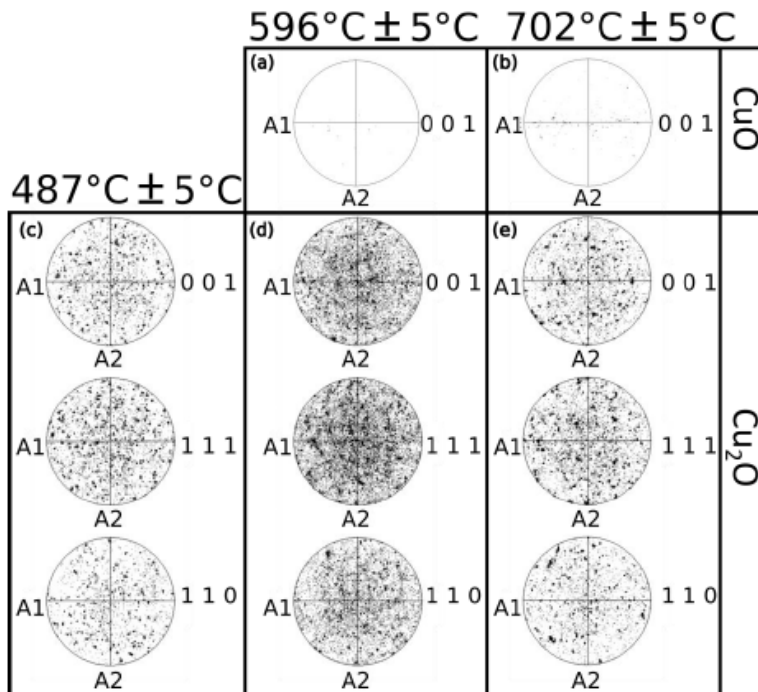 596°C ± 5°C 702°C ± 5°C
(a) (b)
A1 0 0 1 A1 0 0 1
A2 A2
CuO
487°C ± 5°C
(c) (d) (e)
A1 0 0 1 A1 0 0 1 A1 0 0 1
A2 A2 A2
A1 1 1 1 A1 1 1 1 A1 1 1 1
A2 A2 A2
A1 1 1 0 A1 1 1 0 A1 1 1 0
A2 A2 A2
Cu₂O